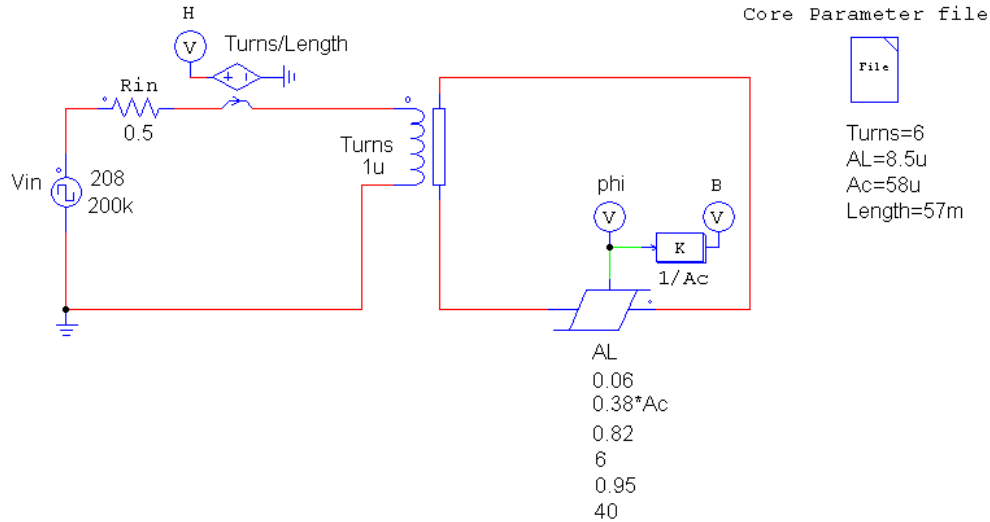 Core Parameter file
H
V
Turns/Length
File
Rin
0.5
Turns
1u
Turns=6
AL=8.5u
Ac=58u
Length=57m
Vin
208
200k
phi
B
V
V
K
1/Ac
AL
0.06
0.38*Ac
0.82
6
0.95
40